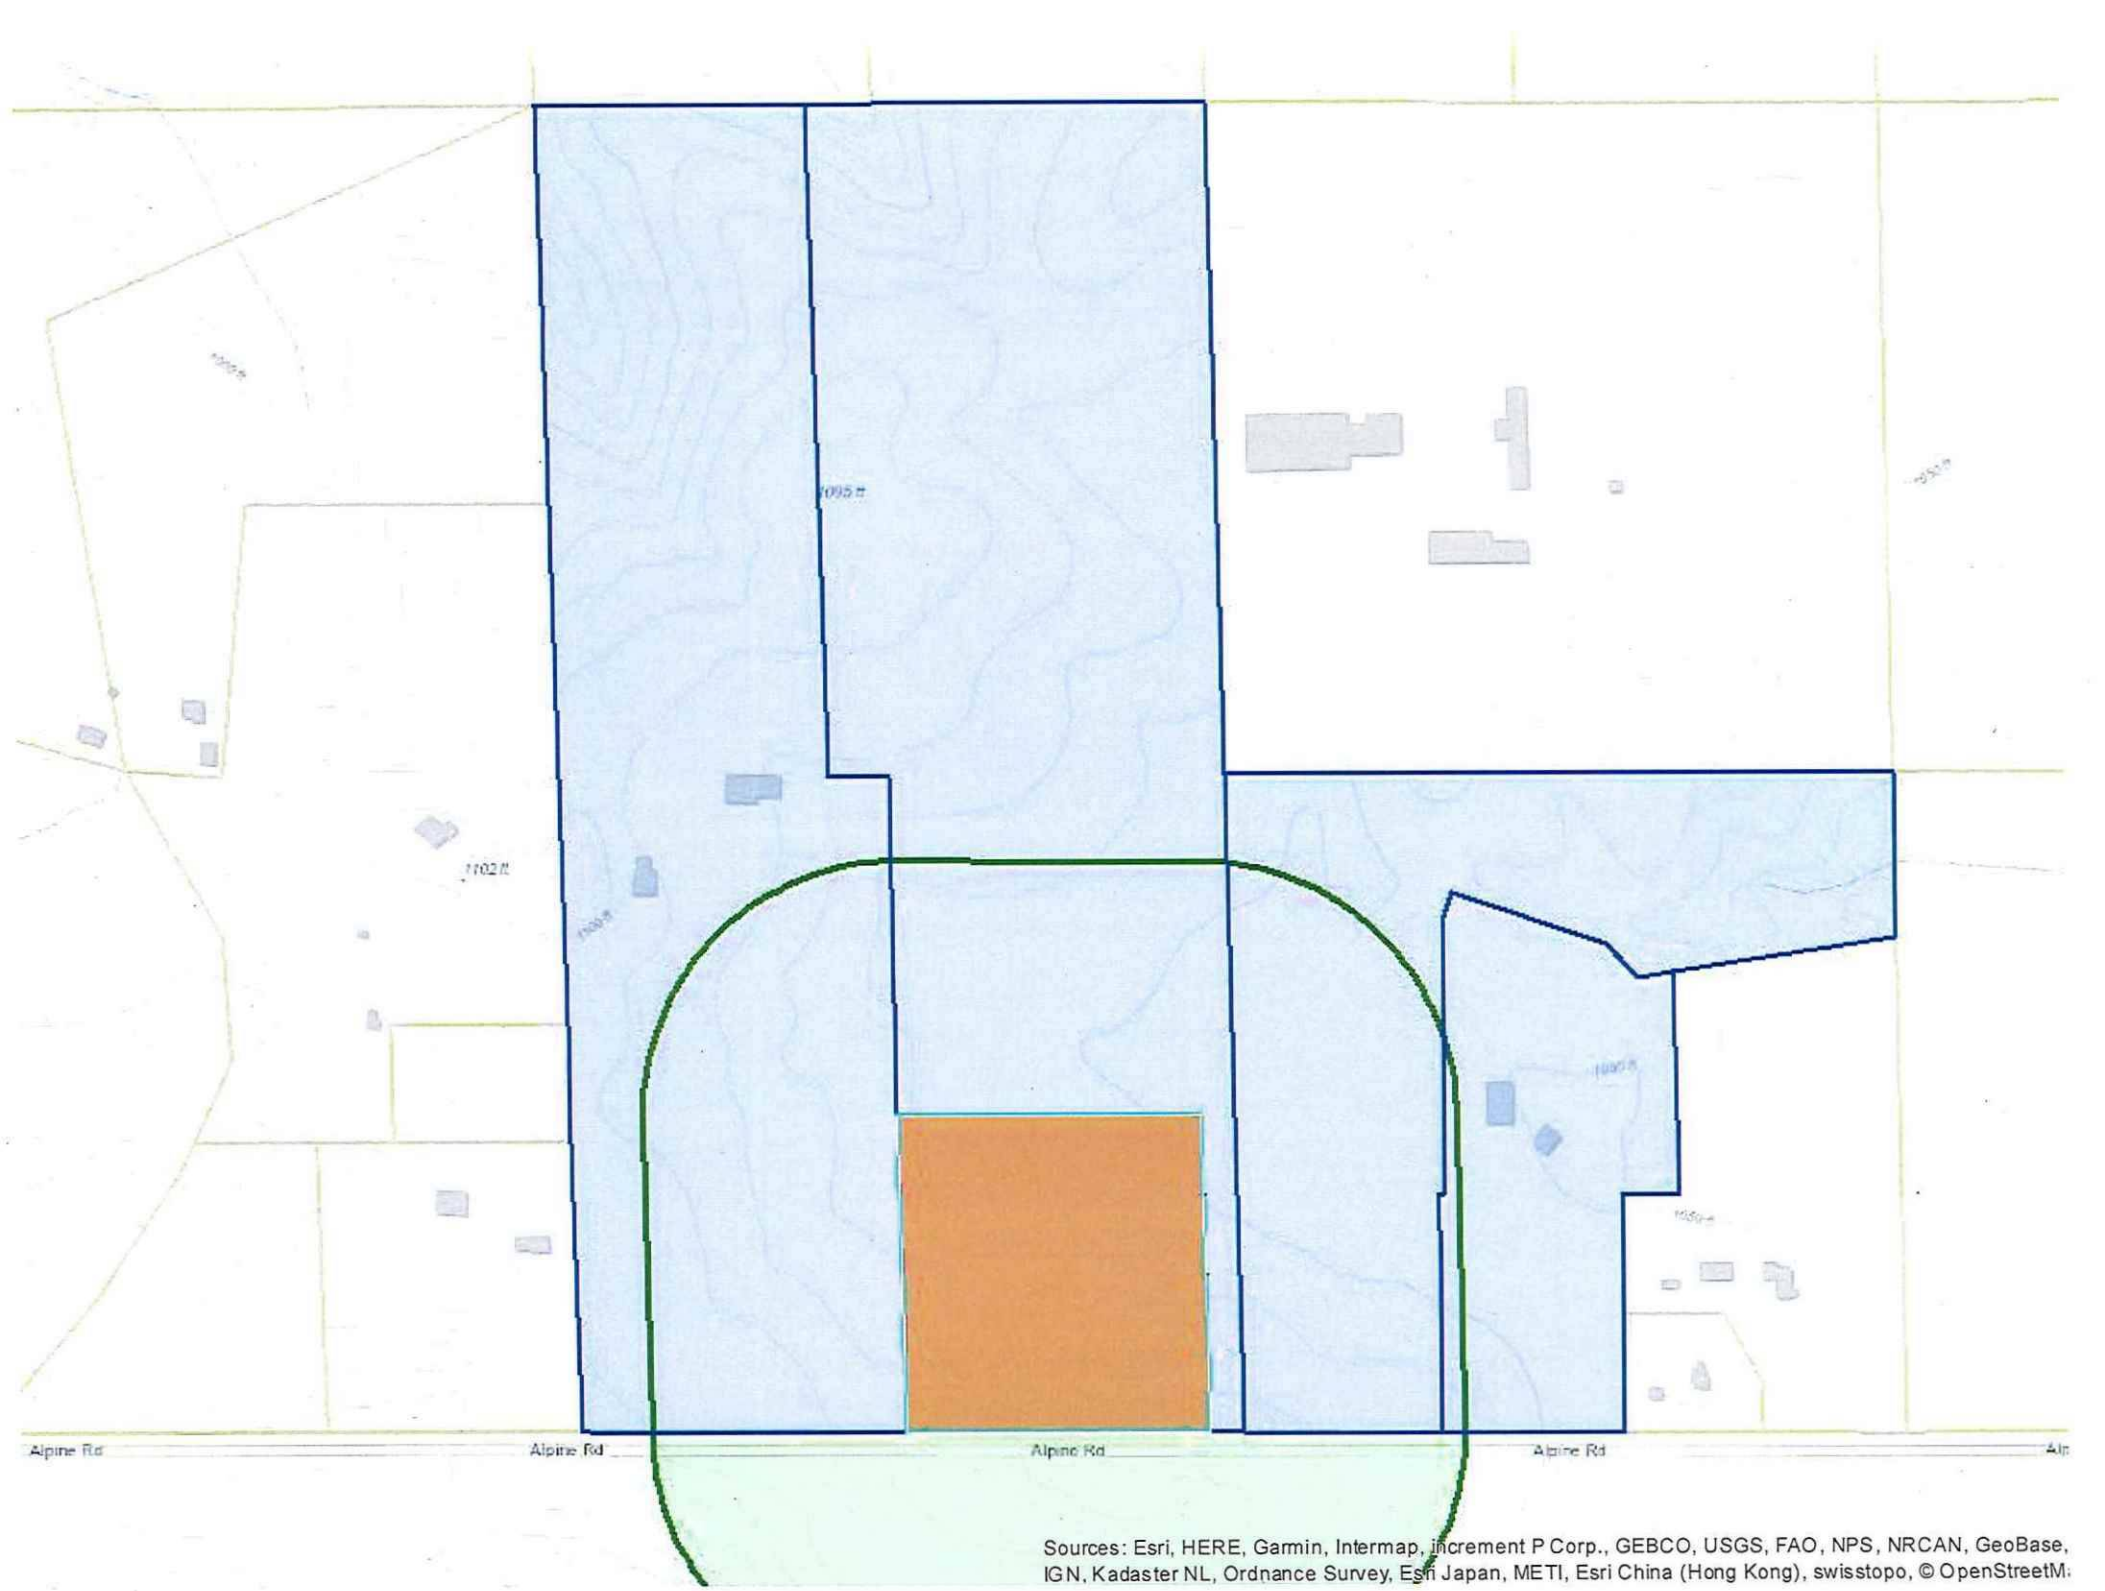 1095 ft
1102 ft
1100 ft
Alpine Rd
Alpine Rd
Alpine Rd
Alpine Rd
Alp
Sources: Esri, HERE, Garmin, Intermap, increment P Corp., GEBCO, USGS, FAO, NPS, NRCAN, GeoBase,
IGN, Kadaster NL, Ordnance Survey, Esri Japan, METI, Esri China (Hong Kong), swisstopo, © OpenStreetM